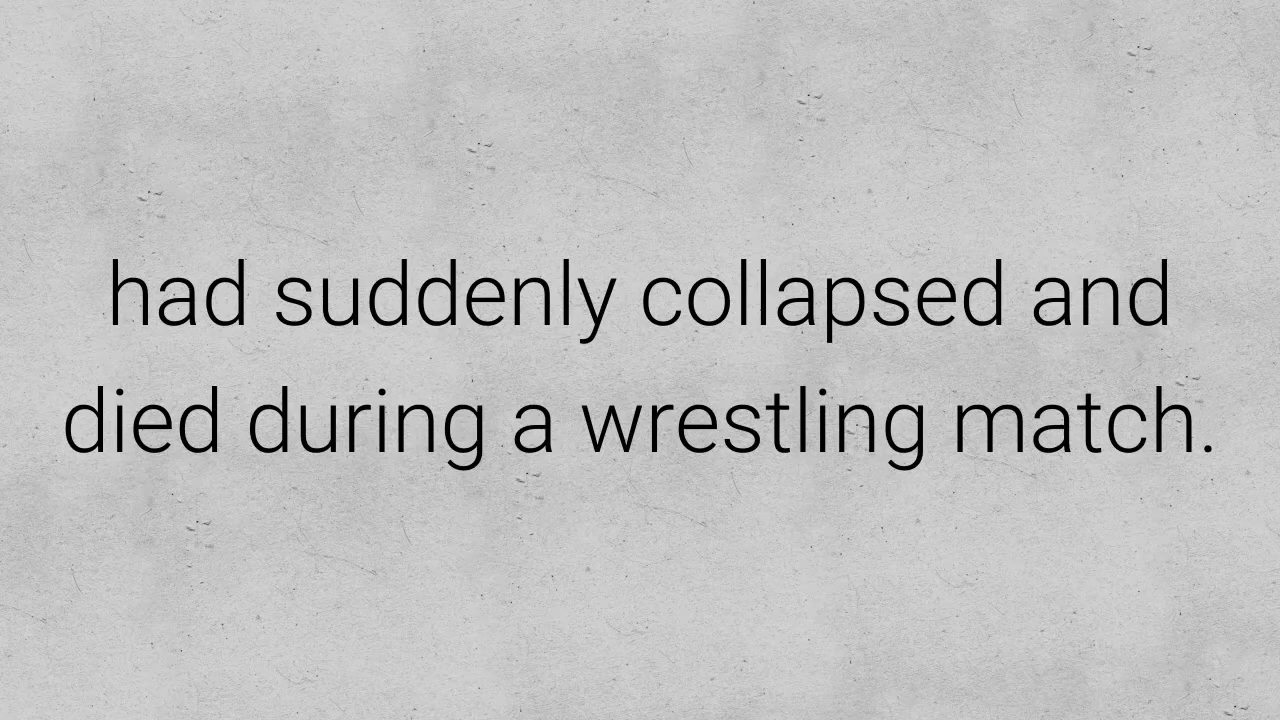 had suddenly collapsed and
died during a wrestling match.